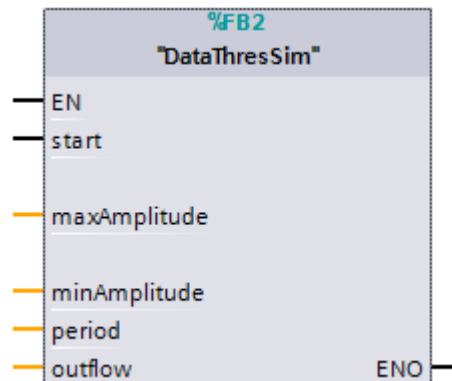 %FB2
"DataThresSim"
EN
start
maxAmplitude
minAmplitude
period
outflow ENO